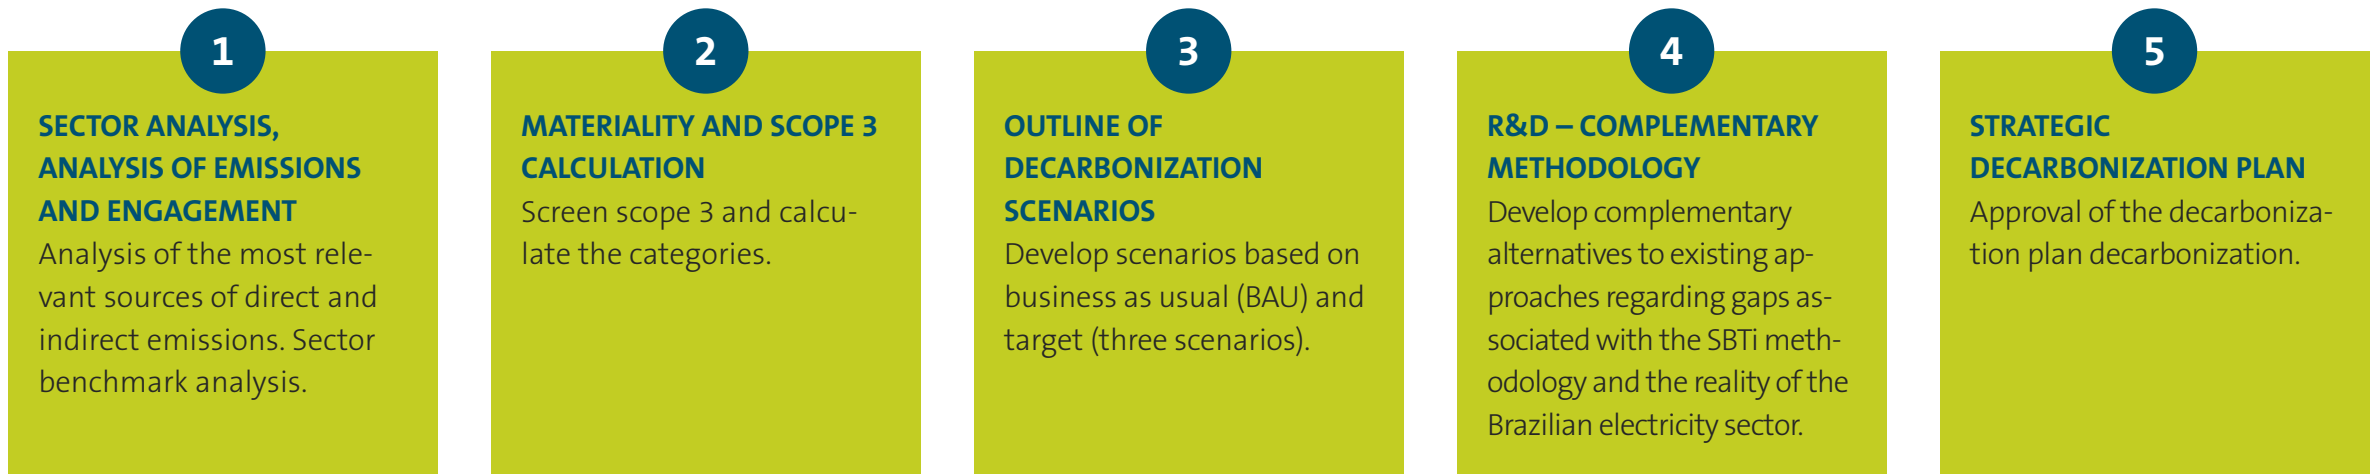 1
SECTOR ANALYSIS,
ANALYSIS OF EMISSIONS
AND ENGAGEMENT
Analysis of the most rele-
vant sources of direct and
indirect emissions. Sector
benchmark analysis.
2
MATERIALITY AND SCOPE 3
CALCULATION
Screen scope 3 and calcu-
late the categories.
3
OUTLINE OF
DECARBONIZATION
SCENARIOS
Develop scenarios based on
business as usual (BAU) and
target (three scenarios).
4
R&D – COMPLEMENTARY
METHODOLOGY
Develop complementary
alternatives to existing ap-
proaches regarding gaps as-
sociated with the SBTi meth-
odology and the reality of the
Brazilian electricity sector.
5
STRATEGIC
DECARBONIZATION PLAN
Approval of the decarboniza-
tion plan decarbonization.